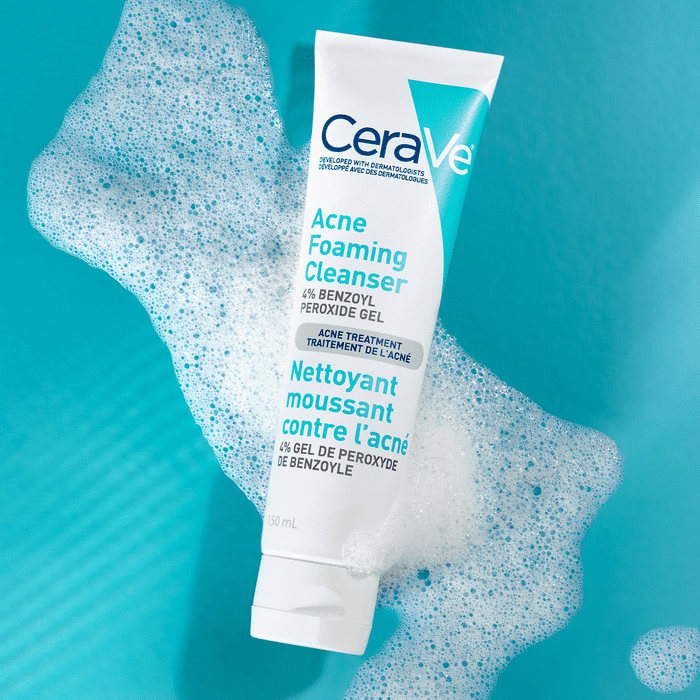 CeraVe®
DEVELOPED WITH DERMATOLOGISTS
DÉVELOPPÉ AVEC DES DERMATOLOGUES
Acne
Foaming
Cleanser
4% BENZOYL
PEROXIDE GEL
ACNE TREATMENT
TRAITEMENT DE L'ACNÉ
Nettoyant
moussant
contre l'acné
4% GEL DE PEROXYDE
DE BENZOYLE
150 mL